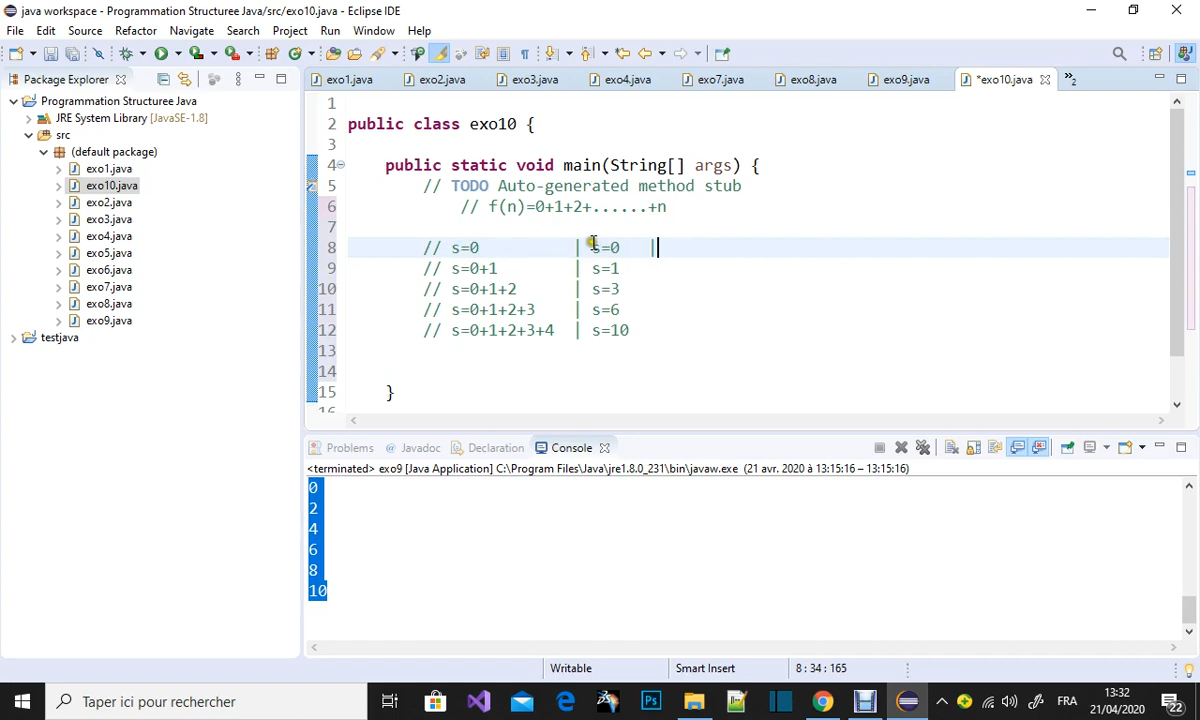 java workspace - Programmation Structuree Java/src/exo10.java - Eclipse IDE
File Edit Source Refactor Navigate Search Project Run Window Help
Package Explorer
exo1.java exo2.java exo3.java exo4.java exo7.java exo8.java exo9.java *exo10.java »2
Programmation Structuree Java
JRE System Library [JavaSE-1.8]
src
(default package)
exo1.java
exo10.java
exo2.java
exo3.java
exo4.java
exo5.java
exo6.java
exo7.java
exo8.java
exo9.java
testjava
1
2 public class exo10 {
3
4 public static void main(String[] args) {
5 // TODO Auto-generated method stub
6 // f(n)=0+1+2+......+n
7
8 // s=0 | s=0 |
9 // s=0+1 | s=1
10 // s=0+1+2 | s=3
11 // s=0+1+2+3 | s=6
12 // s=0+1+2+3+4 | s=10
13
14
15 }
16
Problems Javadoc Declaration Console
<terminated> exo9 [Java Application] C:\Program Files\Java\jre1.8.0_231\bin\javaw.exe (21 avr. 2020 à 13:15:16 – 13:15:16)
0
2
4
6
8
10
Writable Smart Insert 8 : 34 : 165
Taper ici pour rechercher
FRA
13:32
21/04/2020
22